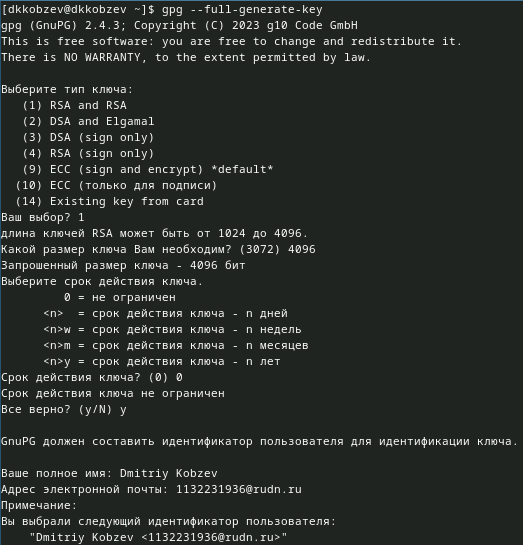 [dkkobzev@dkkobzev ~]$ gpg --full-generate-key
gpg (GnuPG) 2.4.3; Copyright (C) 2023 g10 Code GmbH
This is free software: you are free to change and redistribute it.
There is NO WARRANTY, to the extent permitted by law.

Выберите тип ключа:
   (1) RSA and RSA
   (2) DSA and Elgamal
   (3) DSA (sign only)
   (4) RSA (sign only)
   (9) ECC (sign and encrypt) *default*
  (10) ECC (только для подписи)
  (14) Existing key from card
Ваш выбор? 1
длина ключей RSA может быть от 1024 до 4096.
Какой размер ключа Вам необходим? (3072) 4096
Запрошенный размер ключа - 4096 бит
Выберите срок действия ключа.
         0 = не ограничен
      <n>  = срок действия ключа - n дней
      <n>w = срок действия ключа - n недель
      <n>m = срок действия ключа - n месяцев
      <n>y = срок действия ключа - n лет
Срок действия ключа? (0) 0
Срок действия ключа не ограничен
Все верно? (y/N) y

GnuPG должен составить идентификатор пользователя для идентификации ключа.

Ваше полное имя: Dmitriy Kobzev
Адрес электронной почты: 1132231936@rudn.ru
Примечание:
Вы выбрали следующий идентификатор пользователя:
    "Dmitriy Kobzev <1132231936@rudn.ru>"